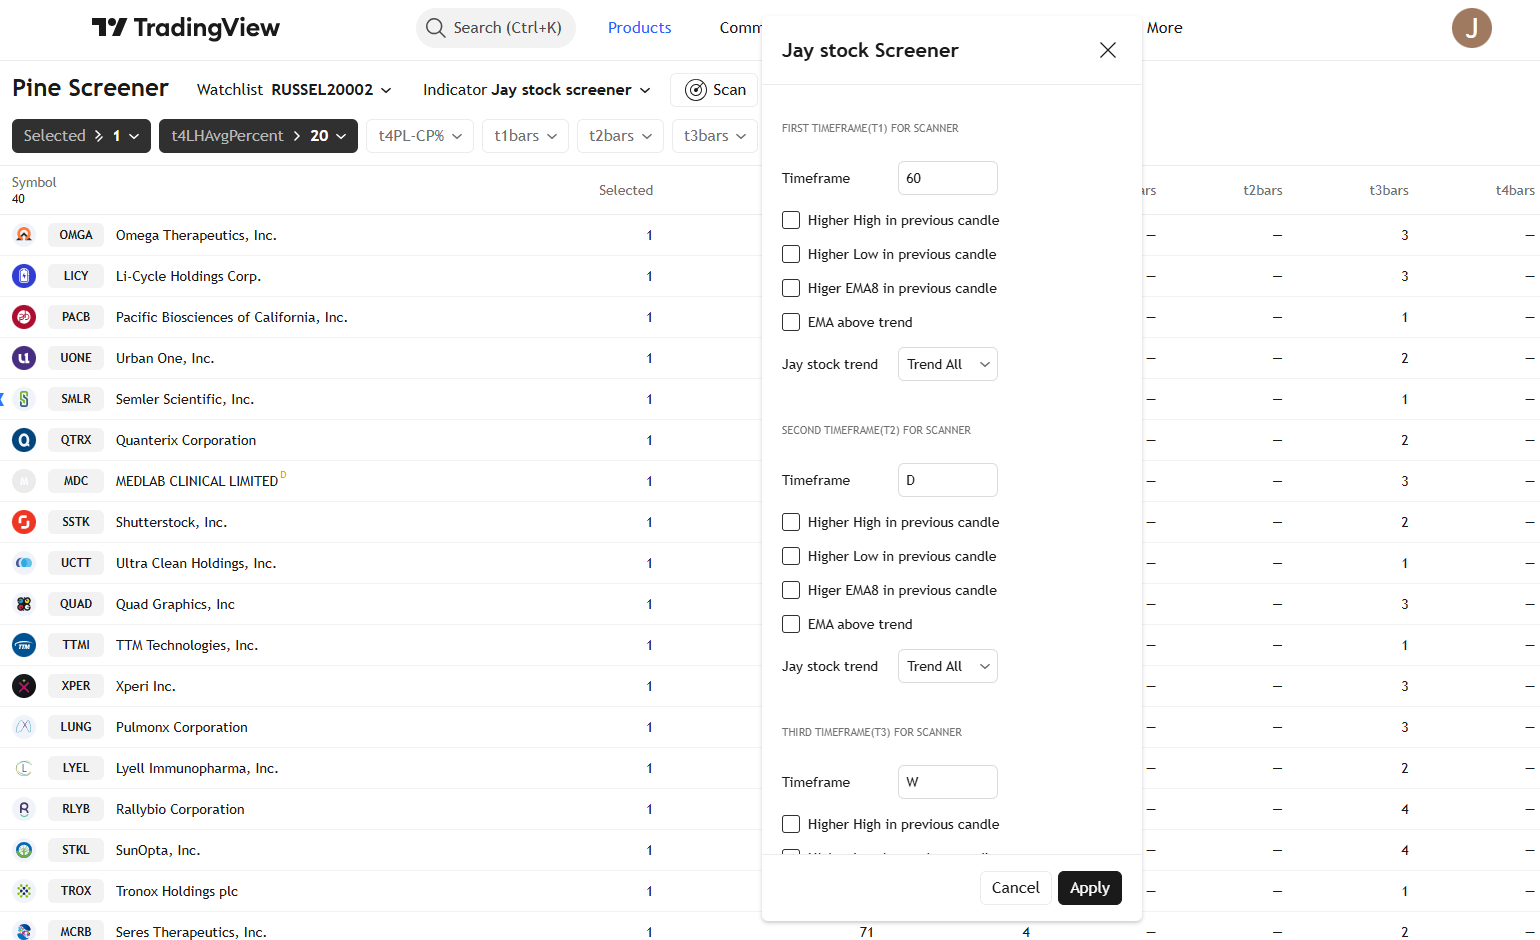 TradingView
Search (Ctrl+K)
Products
More
J
Pine Screener
Watchlist RUSSEL20002
Indicator Jay stock screener
Scan
Selected ≥ 1
t4LHAvgPercent > 20
t4PL-CP%
t1bars
t2bars
t3bars
Symbol
40
Selected
t2bars
t3bars
t4bars
OMGA Omega Therapeutics, Inc. 1 — — 3 —
LICY Li-Cycle Holdings Corp. 1 — — 3 —
PACB Pacific Biosciences of California, Inc. 1 — — 1 —
UONE Urban One, Inc. 1 — — 2 —
SMLR Semler Scientific, Inc. 1 — — 1 —
QTRX Quanterix Corporation 1 — — 2 —
M MDC MEDLAB CLINICAL LIMITED D 1 — — 3 —
SSTK Shutterstock, Inc. 1 — — 2 —
UCTT Ultra Clean Holdings, Inc. 1 — — 1 —
QUAD Quad Graphics, Inc 1 — — 3 —
TTM TTMI TTM Technologies, Inc. 1 — — 1 —
XPER Xperi Inc. 1 — — 3 —
LUNG Pulmonx Corporation 1 — — 3 —
LYEL Lyell Immunopharma, Inc. 1 — — 2 —
RLYB Rallybio Corporation 1 — — 4 —
STKL SunOpta, Inc. 1 — — 4 —
TROX Tronox Holdings plc 1 — — 1 —
MCRB Seres Therapeutics, Inc. 1 71 4 — — 2 —
Jay stock Screener
FIRST TIMEFRAME(T1) FOR SCANNER
Timeframe 60
Higher High in previous candle
Higher Low in previous candle
Higer EMA8 in previous candle
EMA above trend
Jay stock trend Trend All
SECOND TIMEFRAME(T2) FOR SCANNER
Timeframe D
Higher High in previous candle
Higher Low in previous candle
Higer EMA8 in previous candle
EMA above trend
Jay stock trend Trend All
THIRD TIMEFRAME(T3) FOR SCANNER
Timeframe W
Higher High in previous candle
Cancel
Apply